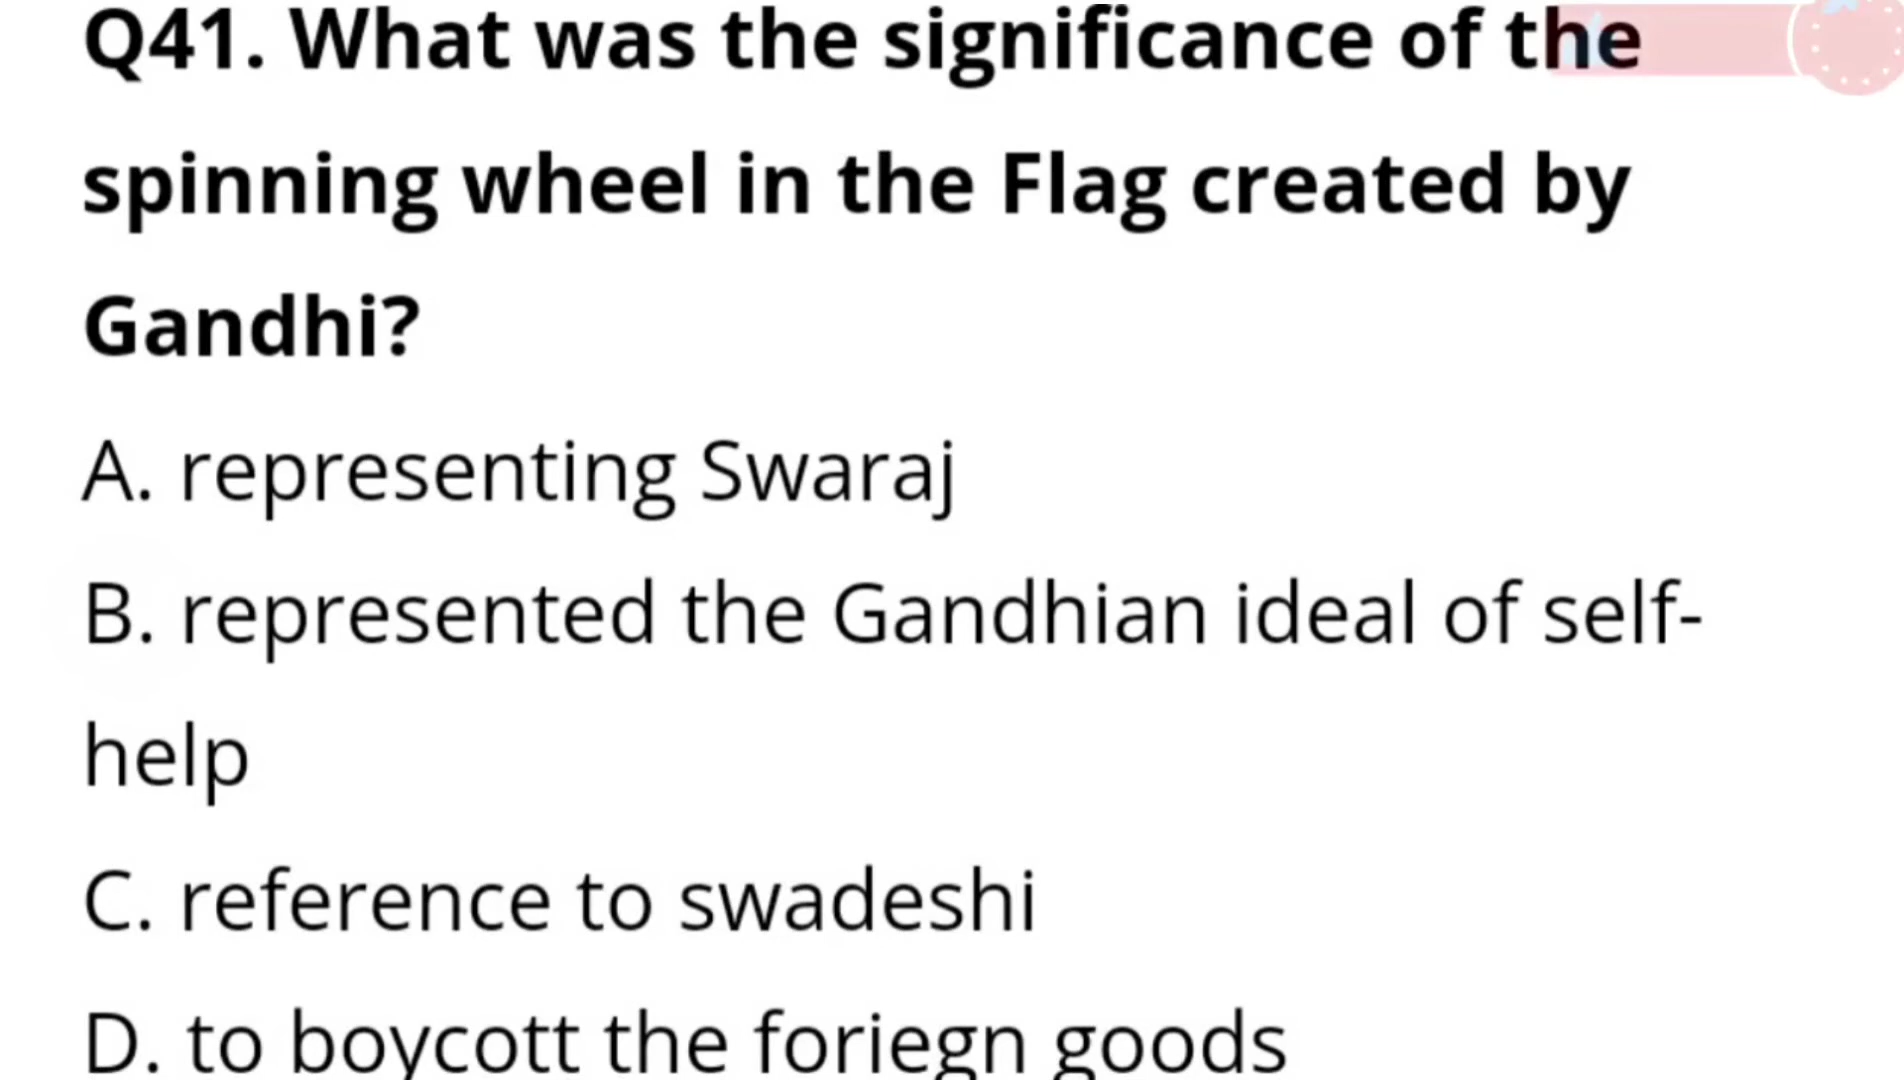 Q41. What was the significance of the
spinning wheel in the Flag created by
Gandhi?
A. representing Swaraj
B. represented the Gandhian ideal of self-
help
C. reference to swadeshi
D. to boycott the foriegn goods